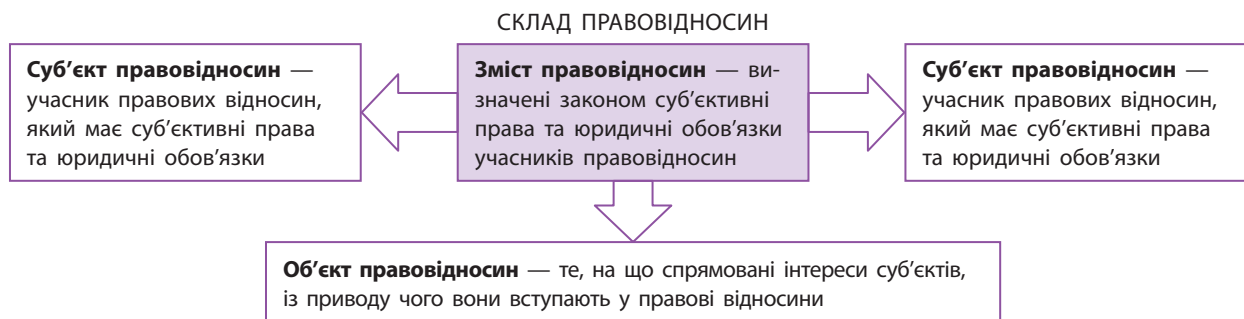 СКЛАД ПРАВОВІДНОСИН
Суб’єкт правовідносин —
учасник правових відносин,
який має суб’єктивні права
та юридичні обов’язки
Зміст правовідносин — ви-
значені законом суб’єктивні
права та юридичні обов’язки
учасників правовідносин
Суб’єкт правовідносин —
учасник правових відносин,
який має суб’єктивні права
та юридичні обов’язки
Об’єкт правовідносин — те, на що спрямовані інтереси суб’єктів,
із приводу чого вони вступають у правові відносини